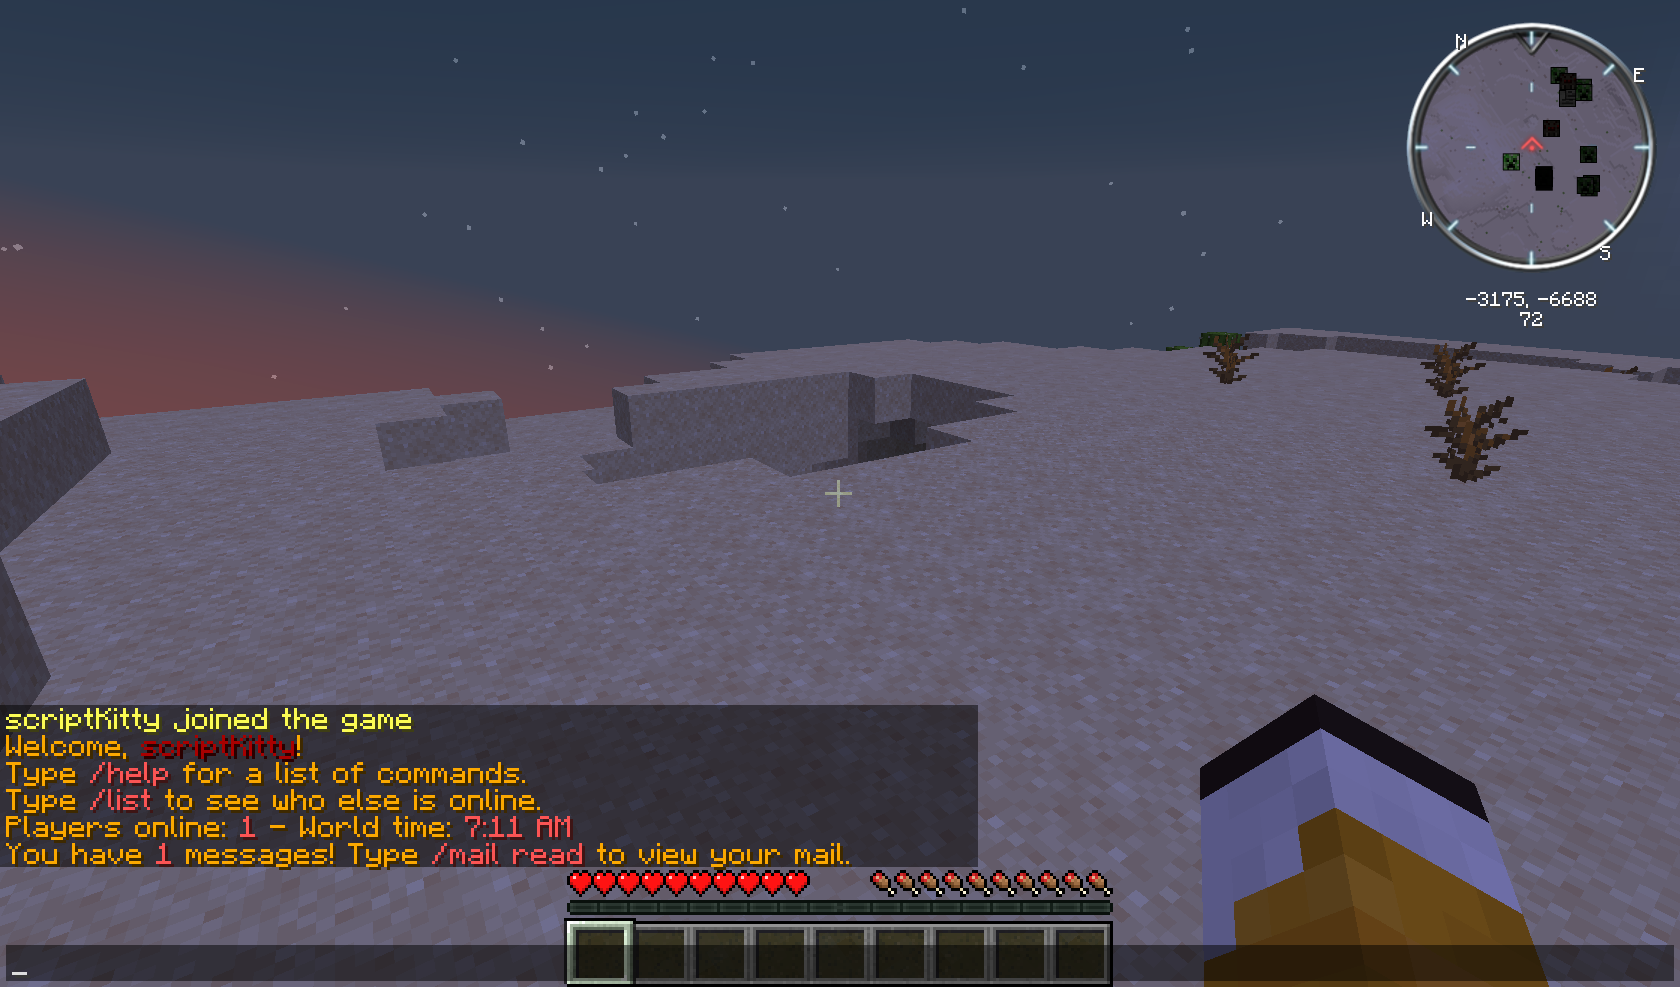 N
E
W
S
-3175, -6688
72
scriptKitty joined the game
Welcome, scriptKitty!
Type /help for a list of commands.
Type /list to see who else is online.
Players online: 1 - World time: 7:11 AM
You have 1 messages! Type /mail read to view your mail.
_